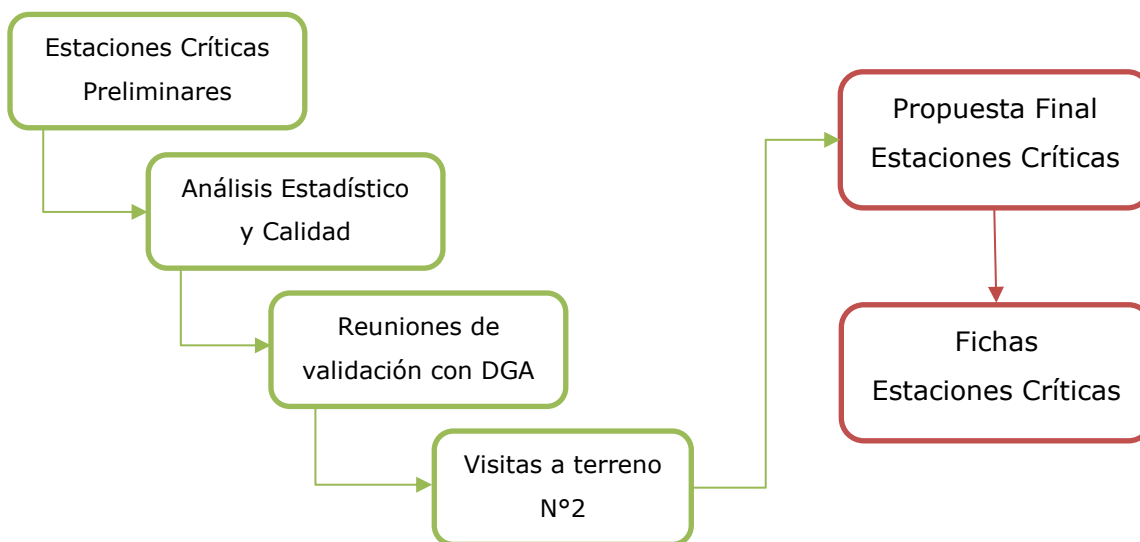 Estaciones Críticas
Preliminares
Análisis Estadístico
y Calidad
Reuniones de
validación con DGA
Visitas a terreno
N°2
Propuesta Final
Estaciones Críticas
Fichas
Estaciones Críticas